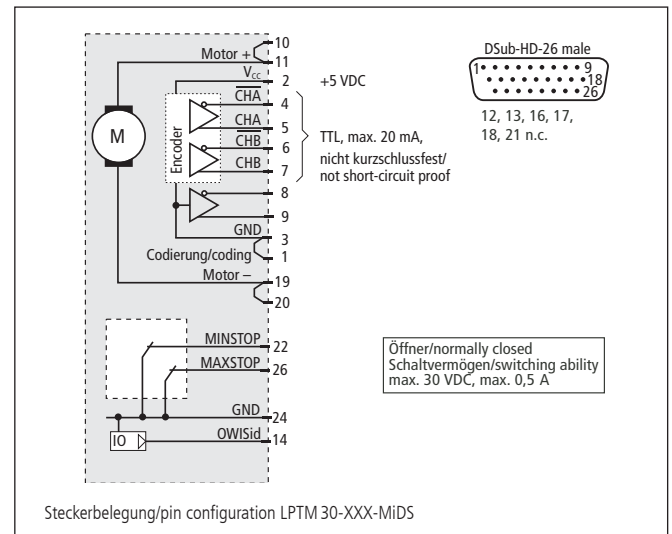 10
Motor +
11
Vcc
2
+5 VDC
CHA
4
CHA
5
CHB
6
CHB
7
TTL, max. 20 mA,
nicht kurzschlussfest/
not short-circuit proof
M
Encoder
8
9
GND
3
Codierung/coding
1
Motor –
19
20
MINSTOP
22
MAXSTOP
26
GND
24
IO
OWISid
14
DSub-HD-26 male
1
9
18
26
12, 13, 16, 17,
18, 21 n.c.
Öffner/normally closed
Schaltvermögen/switching ability
max. 30 VDC, max. 0,5 A
Steckerbelegung/pin configuration LPTM 30-XXX-MiDS